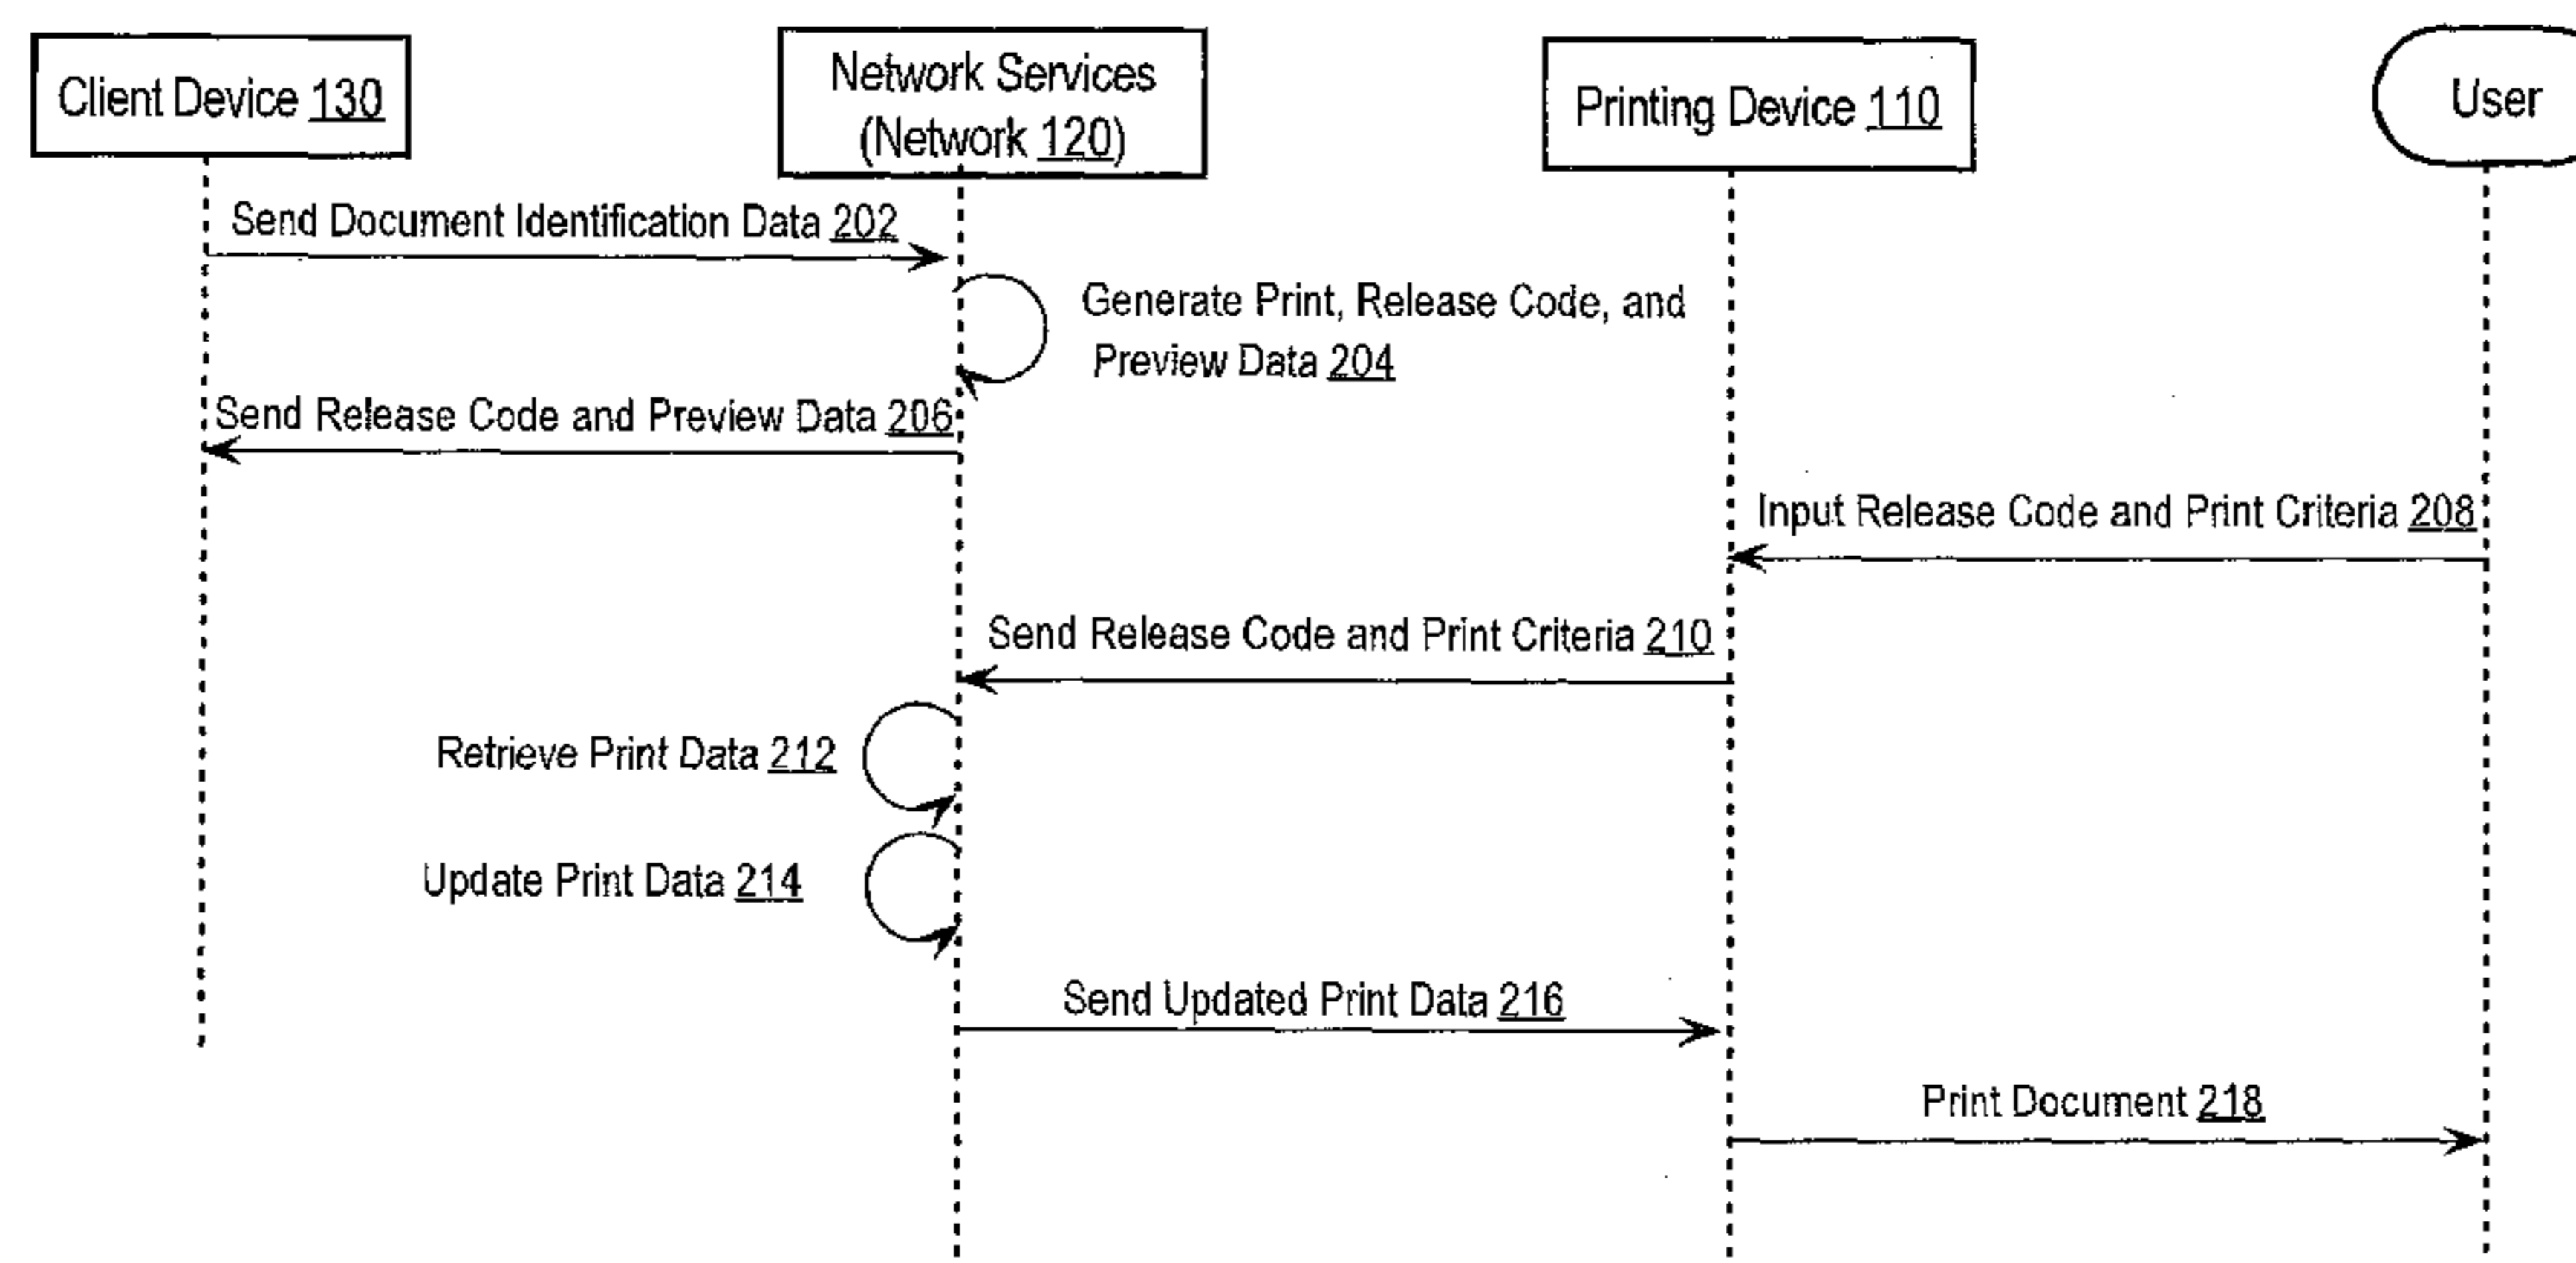 Client Device 130
Network Services
(Network 120)
Printing Device 110
User
Send Document Identification Data 202
Generate Print, Release Code, and
Preview Data 204
Send Release Code and Preview Data 206
Input Release Code and Print Criteria 208
Send Release Code and Print Criteria 210
Retrieve Print Data 212
Update Print Data 214
Send Updated Print Data 216
Print Document 218